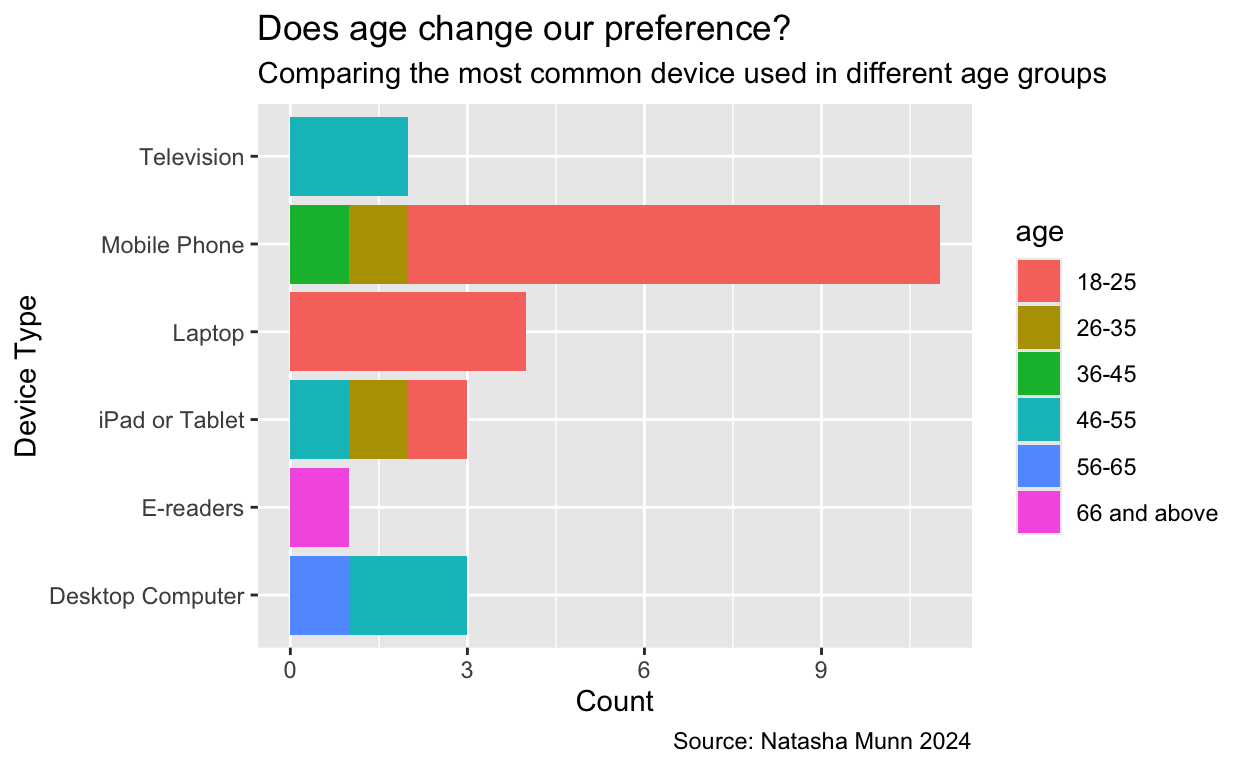 Does age change our preference?
Comparing the most common device used in different age groups
Device Type
Television
Mobile Phone
Laptop
iPad or Tablet
E-readers
Desktop Computer
0 3 6 9
Count
age
18-25
26-35
36-45
46-55
56-65
66 and above
Source: Natasha Munn 2024